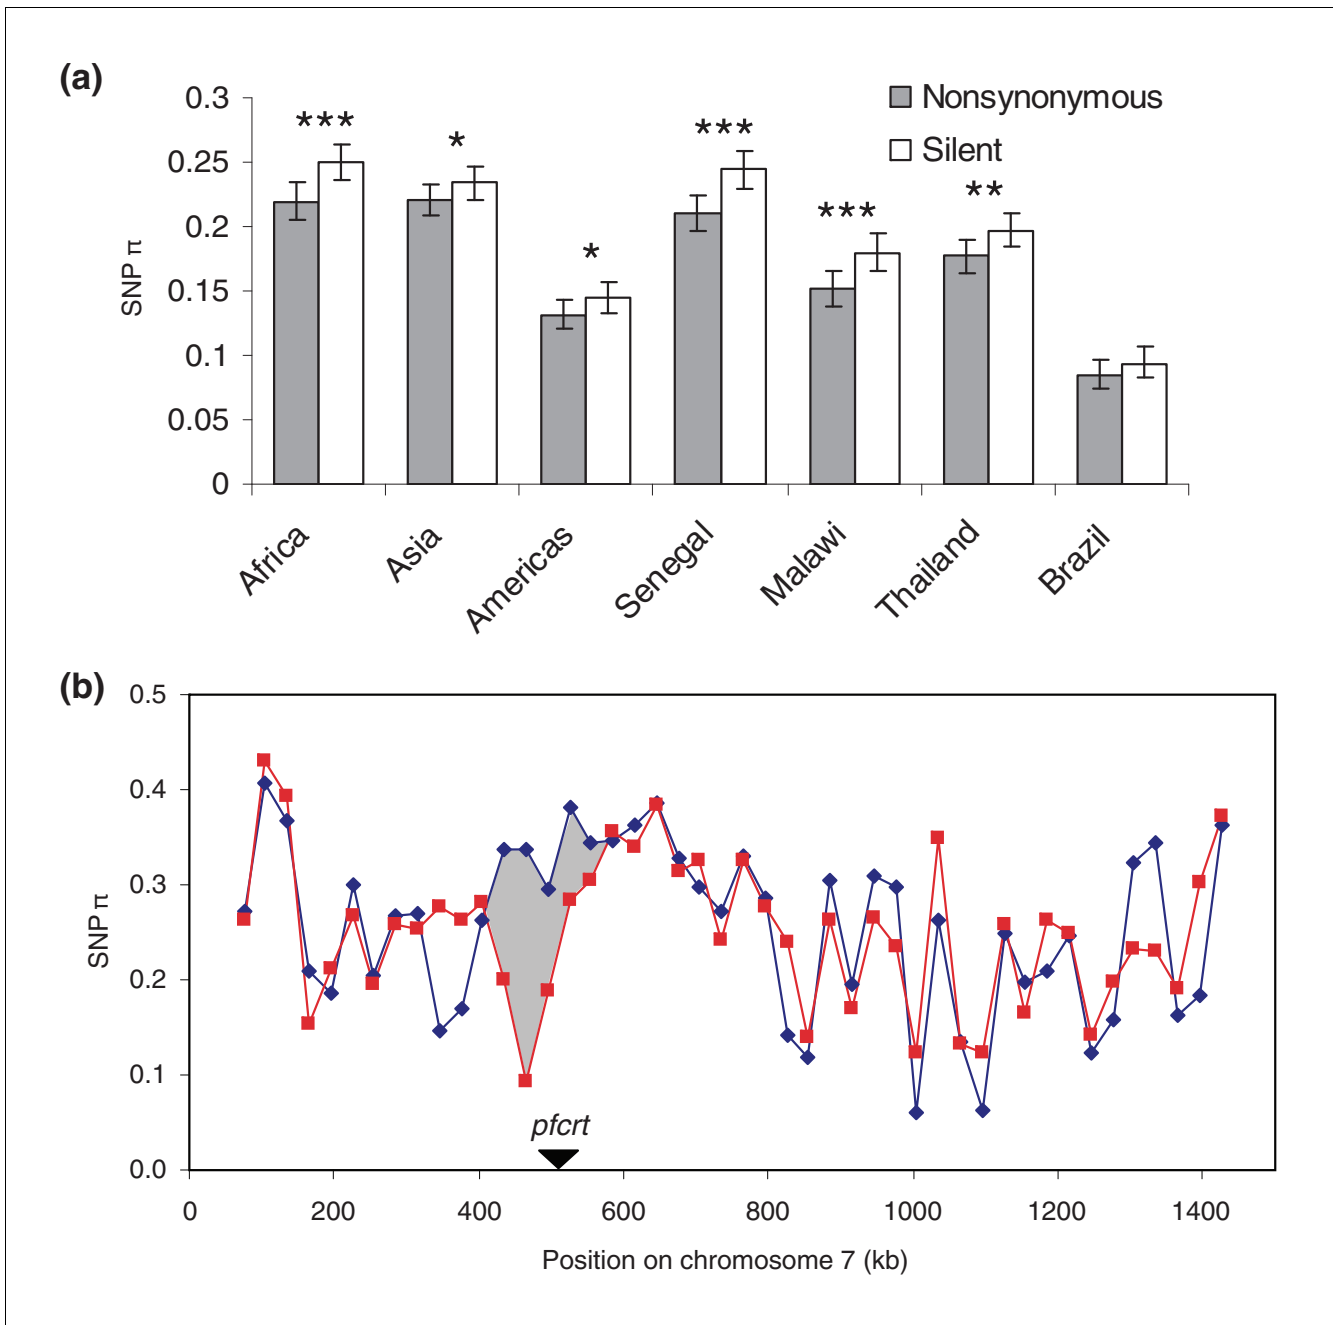 (a)
Nonsynonymous
Silent
SNP π
0.3
0.25
0.2
0.15
0.1
0.05
0
***
*
*
***
***
**
Africa
Asia
Americas
Senegal
Malawi
Thailand
Brazil
(b)
SNP π
0.5
0.4
0.3
0.2
0.1
0.0
pfcrt
0 200 400 600 800 1000 1200 1400
Position on chromosome 7 (kb)